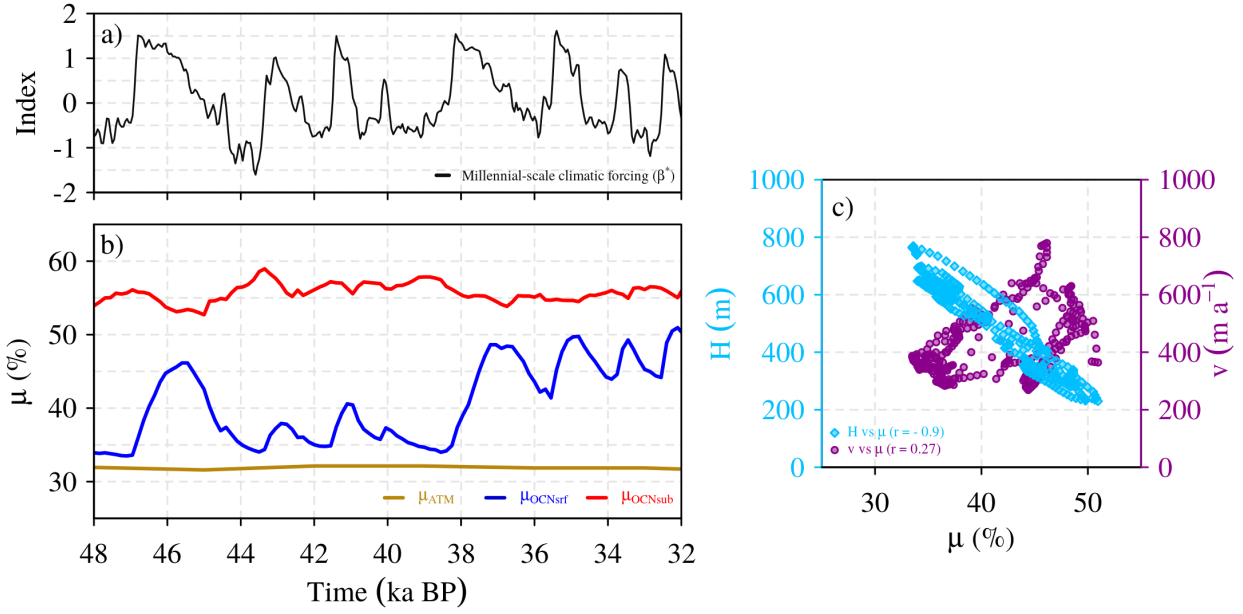 a)
2
1
0
-1
-2
Index
Millennial-scale climatic forcing (β*)
b)
60
50
40
30
μ (%)
μATM μOCNsrf μOCNsub
48 46 44 42 40 38 36 34 32
Time (ka BP)
c)
1000
800
600
400
200
0
H (m)
1000
800
600
400
200
0
v (m a⁻¹)
H vs μ (r = - 0.9)
v vs μ (r = 0.27)
30 40 50
μ (%)